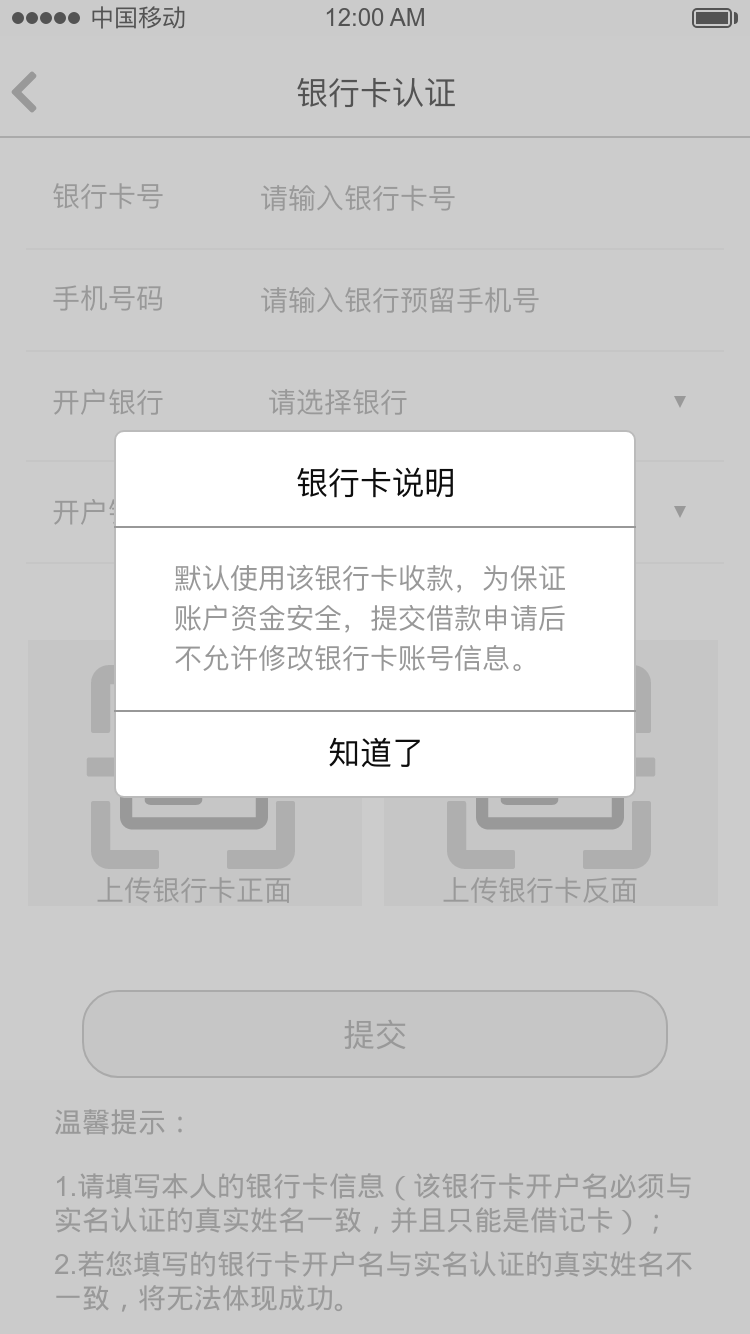 中国移动 12:00 AM
银行卡认证
银行卡号 请输入银行卡号
手机号码 请输入银行预留手机号
开户银行 请选择银行 ▼
开户 ▼
银行卡说明
默认使用该银行卡收款，为保证
账户资金安全，提交借款申请后
不允许修改银行卡账号信息。
知道了
上传银行卡正面 上传银行卡反面
提交
温馨提示：
1.请填写本人的银行卡信息（该银行卡开户名必须与
实名认证的真实姓名一致，并且只能是借记卡）；
2.若您填写的银行卡开户名与实名认证的真实姓名不
一致，将无法体现成功。